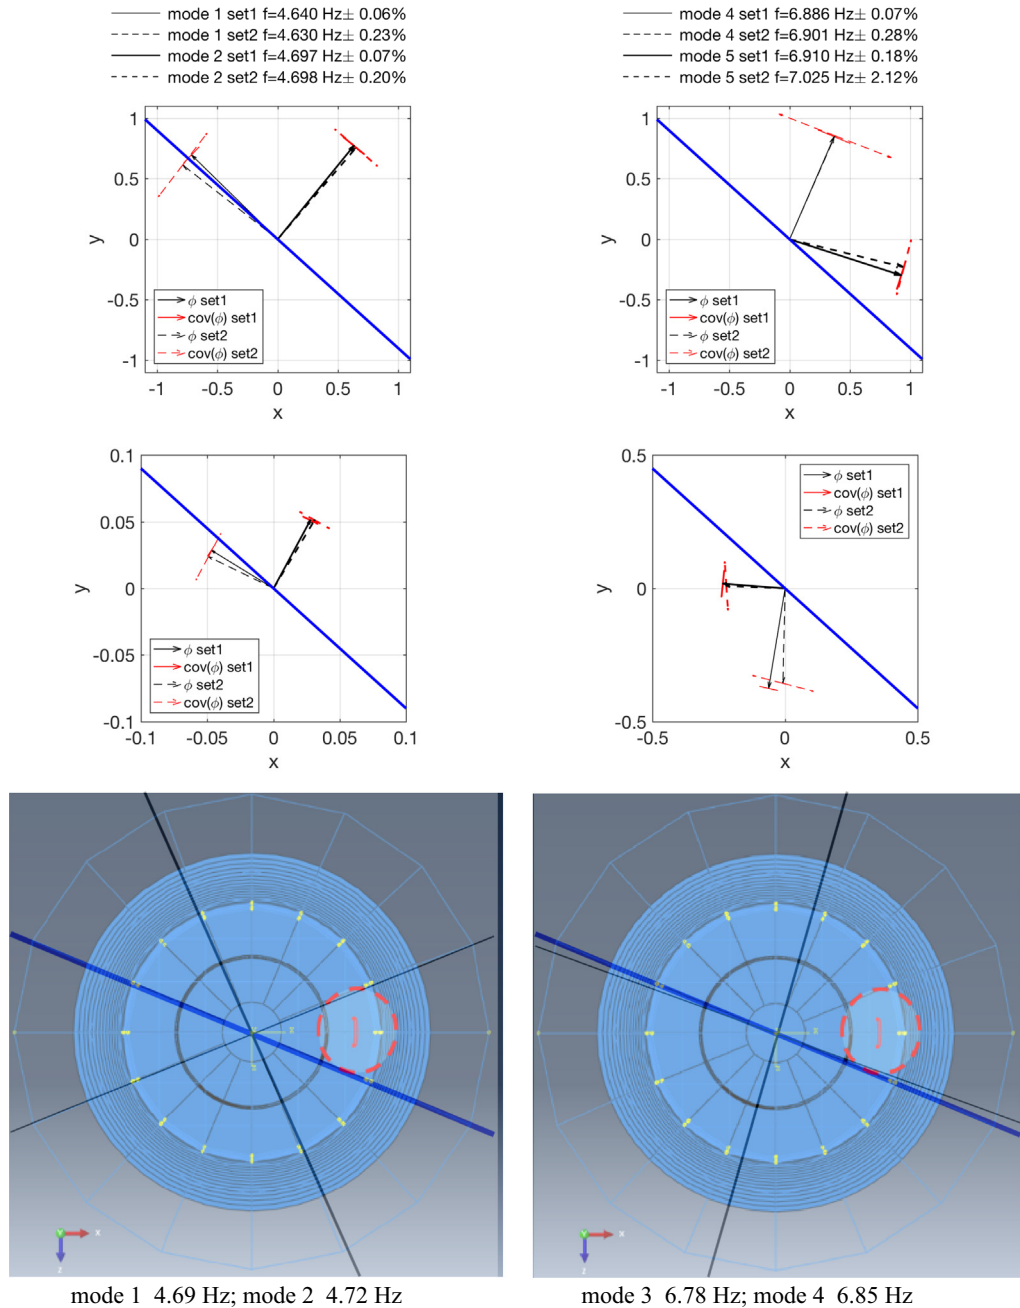 mode 1 set1 f=4.640 Hz± 0.06%
mode 1 set2 f=4.630 Hz± 0.23%
mode 2 set1 f=4.697 Hz± 0.07%
mode 2 set2 f=4.698 Hz± 0.20%
1
0.5
0
-0.5
-1
y
-1
-0.5
0
0.5
1
x
ϕ set1
cov(ϕ) set1
ϕ set2
cov(ϕ) set2
mode 4 set1 f=6.886 Hz± 0.07%
mode 4 set2 f=6.901 Hz± 0.28%
mode 5 set1 f=6.910 Hz± 0.18%
mode 5 set2 f=7.025 Hz± 2.12%
1
0.5
0
-0.5
-1
y
-1
-0.5
0
0.5
1
x
ϕ set1
cov(ϕ) set1
ϕ set2
cov(ϕ) set2
0.1
0.05
0
-0.05
-0.1
y
-0.1
-0.05
0
0.05
0.1
x
ϕ set1
cov(ϕ) set1
ϕ set2
cov(ϕ) set2
0.5
0
-0.5
y
-0.5
0
0.5
x
ϕ set1
cov(ϕ) set1
ϕ set2
cov(ϕ) set2
Y
X
Z
Y
X
Z
mode 1 4.69 Hz; mode 2 4.72 Hz
mode 3 6.78 Hz; mode 4 6.85 Hz